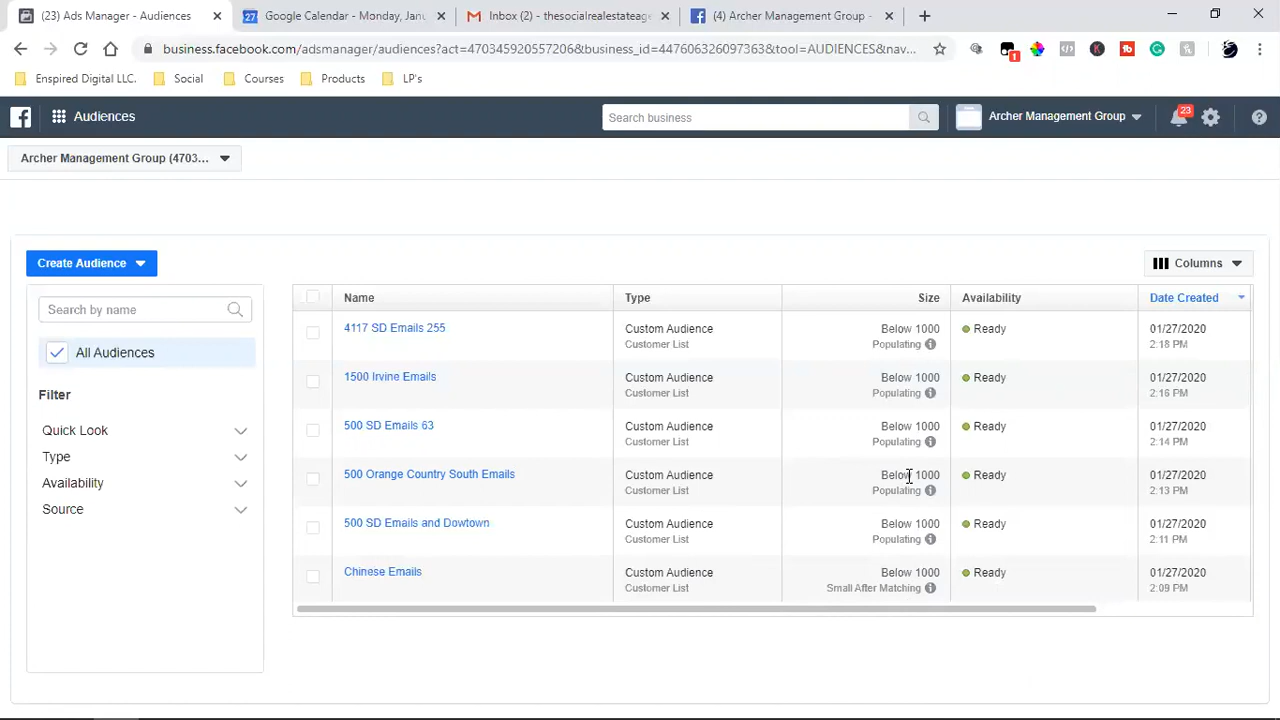 (23) Ads Manager - Audiences
Google Calendar - Monday, Janu
Inbox (2) - thesocialrealestateag
(4) Archer Management Group -
business.facebook.com/adsmanager/audiences?act=470345920557206&business_id=447606326097363&tool=AUDIENCES&nav...
1
Enspired Digital LLC.
Social
Courses
Products
LP's
Audiences
Search business
Archer Management Group
23
Archer Management Group (4703...
Create Audience
Columns
Search by name
All Audiences
Filter
Quick Look
Type
Availability
Source
Name Type Size Availability Date Created
4117 SD Emails 255 Custom Audience Below 1000 Ready 01/27/2020
Customer List Populating 2:18 PM
1500 Irvine Emails Custom Audience Below 1000 Ready 01/27/2020
Customer List Populating 2:16 PM
500 SD Emails 63 Custom Audience Below 1000 Ready 01/27/2020
Customer List Populating 2:14 PM
500 Orange Country South Emails Custom Audience Below 1000 Ready 01/27/2020
Customer List Populating 2:13 PM
500 SD Emails and Dowtown Custom Audience Below 1000 Ready 01/27/2020
Customer List Populating 2:11 PM
Chinese Emails Custom Audience Below 1000 Ready 01/27/2020
Customer List Small After Matching 2:09 PM